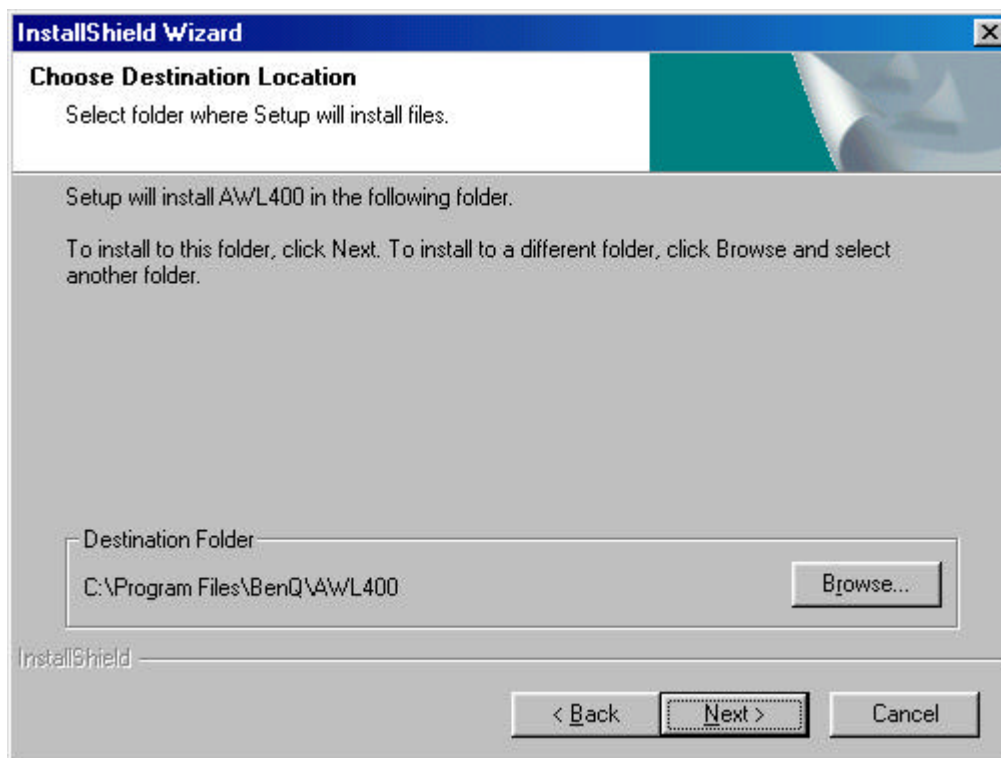 InstallShield Wizard
Choose Destination Location
Select folder where Setup will install files.
Setup will install AWL400 in the following folder.
To install to this folder, click Next. To install to a different folder, click Browse and select
another folder.
Destination Folder
C:\Program Files\BenQ\AWL400
Browse...
InstallShield
< Back
Next >
Cancel